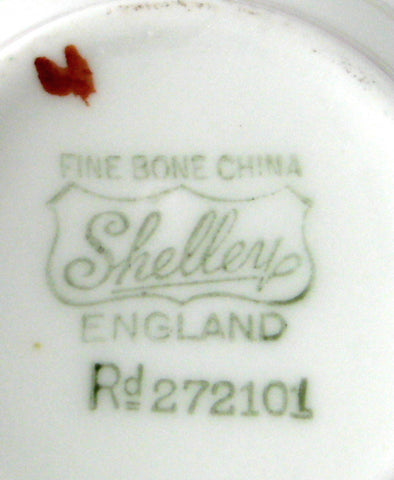 FINE BONE CHINA
Shelley
ENGLAND
Rd 272101